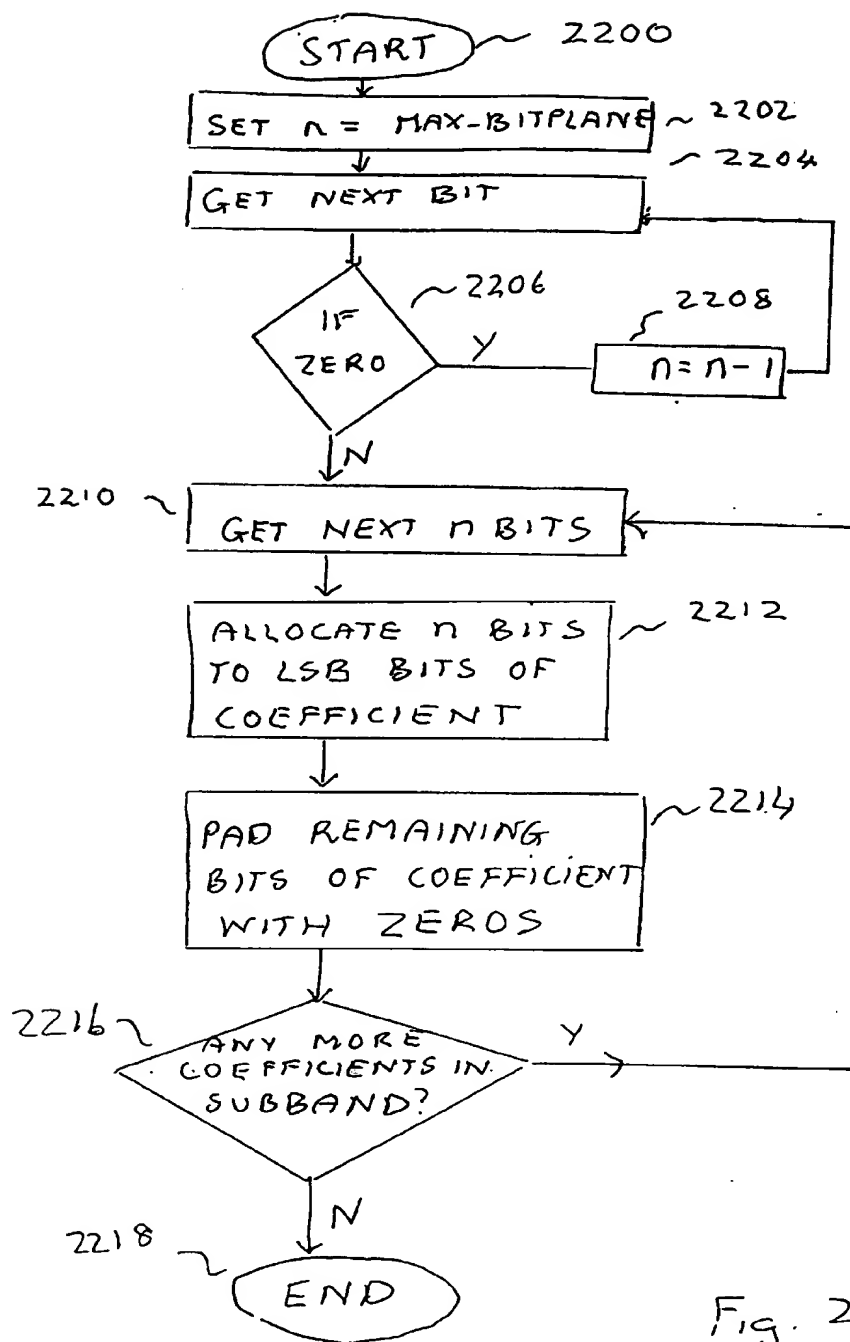 START 2200
SET n = MAX-BITPLANE 2202
2204
GET NEXT BIT
2206
IF
ZERO
Y
2208
n = n - 1
N
2210
GET NEXT n BITS
2212
ALLOCATE n BITS
TO LSB BITS OF
COEFFICIENT
2214
PAD REMAINING
BITS OF COEFFICIENT
WITH ZEROS
2216
ANY MORE
COEFFICIENTS IN
SUBBAND?
Y
N
2218
END
Fig. 2